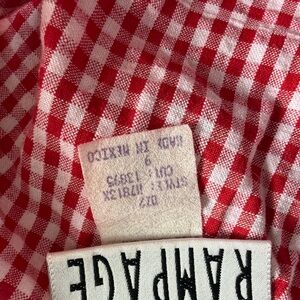 RAMPAGE
STYLE: H7813X
CUT: 13895
9
MADE IN MEXICO